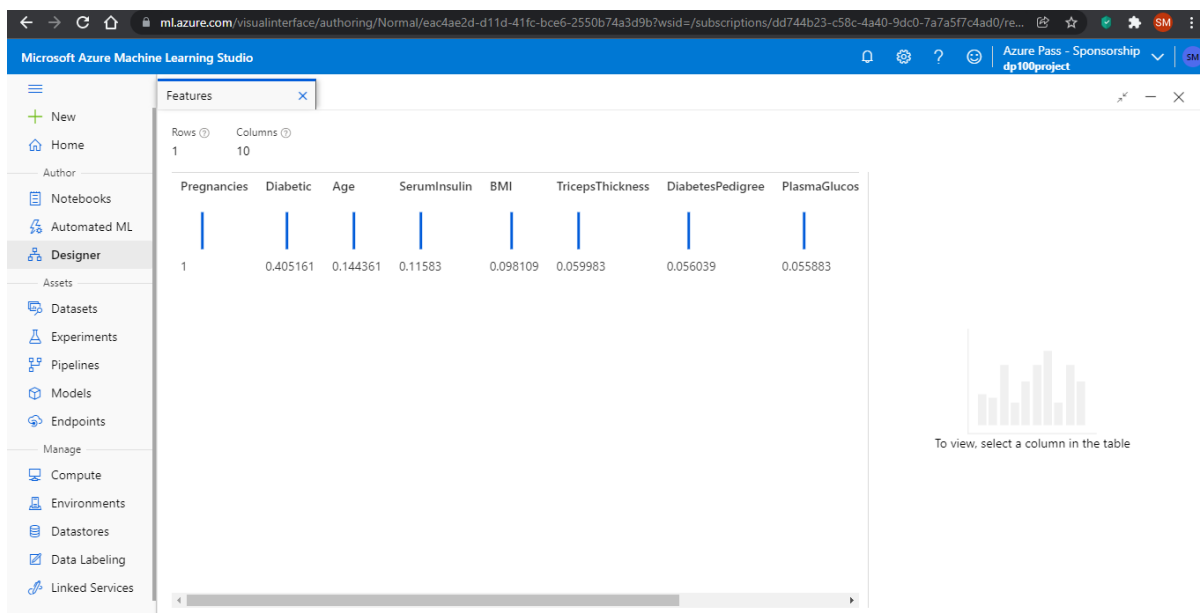 ml.azure.com/visualinterface/authoring/Normal/eac4ae2d-d11d-41fc-bce6-2550b74a3d9b?wsid=/subscriptions/dd744b23-c58c-4a40-9dc0-7a7a5f7c4ad0/re...
SM
Microsoft Azure Machine Learning Studio
Azure Pass - Sponsorship
dp100project
SM
New
Home
Author
Notebooks
Automated ML
Designer
Assets
Datasets
Experiments
Pipelines
Models
Endpoints
Manage
Compute
Environments
Datastores
Data Labeling
Linked Services
Features
Rows Columns
1 10
Pregnancies Diabetic Age SerumInsulin BMI TricepsThickness DiabetesPedigree PlasmaGlucos
1 0.405161 0.144361 0.11583 0.098109 0.059983 0.056039 0.055883
To view, select a column in the table